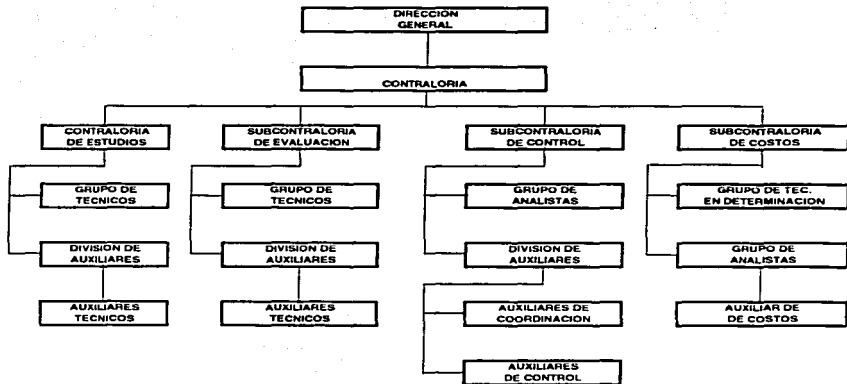 DIRECCION
GENERAL
CONTRALORIA
CONTRALORIA
DE ESTUDIOS
SUBCONTRALORIA
DE EVALUACION
SUBCONTRALORIA
DE CONTROL
SUBCONTRALORIA
DE COSTOS
GRUPO DE
TECNICOS
GRUPO DE
TECNICOS
GRUPO DE
ANALISTAS
GRUPO DE TEC.
EN DETERMINACION
DIVISION DE
AUXILIARES
DIVISION DE
AUXILIARES
DIVISION DE
AUXILIARES
GRUPO DE
ANALISTAS
AUXILIARES
TECNICOS
AUXILIARES
TECNICOS
AUXILIARES DE
COORDINACION
AUXILIAR DE
DE COSTOS
AUXILIARES
DE CONTROL